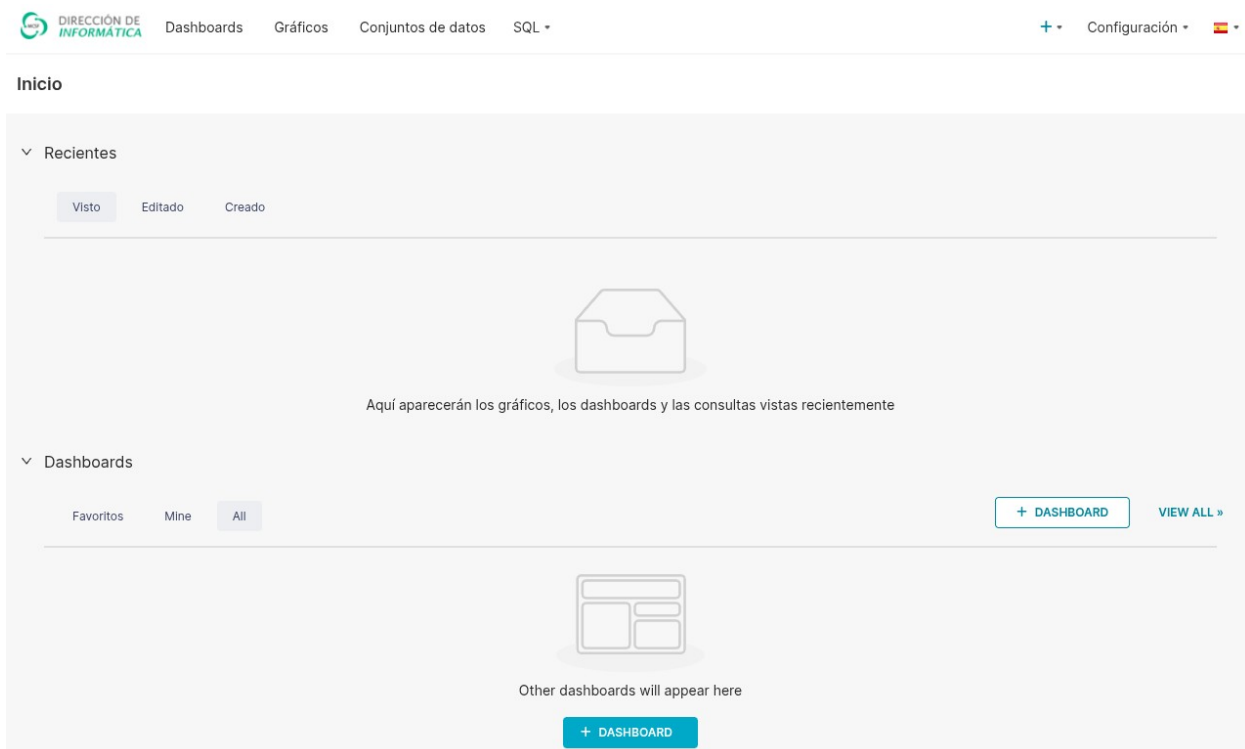 DIRECCIÓN DE
INFORMÁTICA
Dashboards Gráficos Conjuntos de datos SQL
+ Configuración
Inicio
Recientes
Visto Editado Creado
Aquí aparecerán los gráficos, los dashboards y las consultas vistas recientemente
Dashboards
Favoritos Mine All + DASHBOARD VIEW ALL »
Other dashboards will appear here
+ DASHBOARD